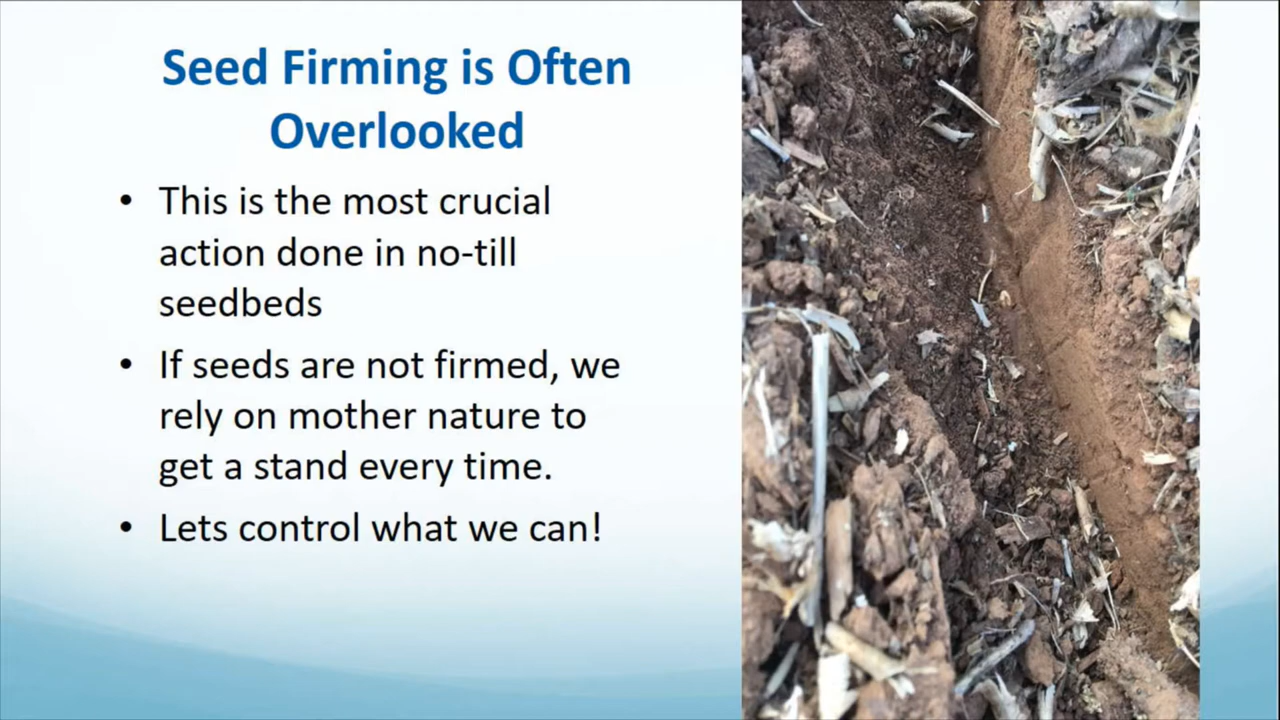 Seed Firming is Often
Overlooked
• This is the most crucial
action done in no-till
seedbeds
• If seeds are not firmed, we
rely on mother nature to
get a stand every time.
• Lets control what we can!